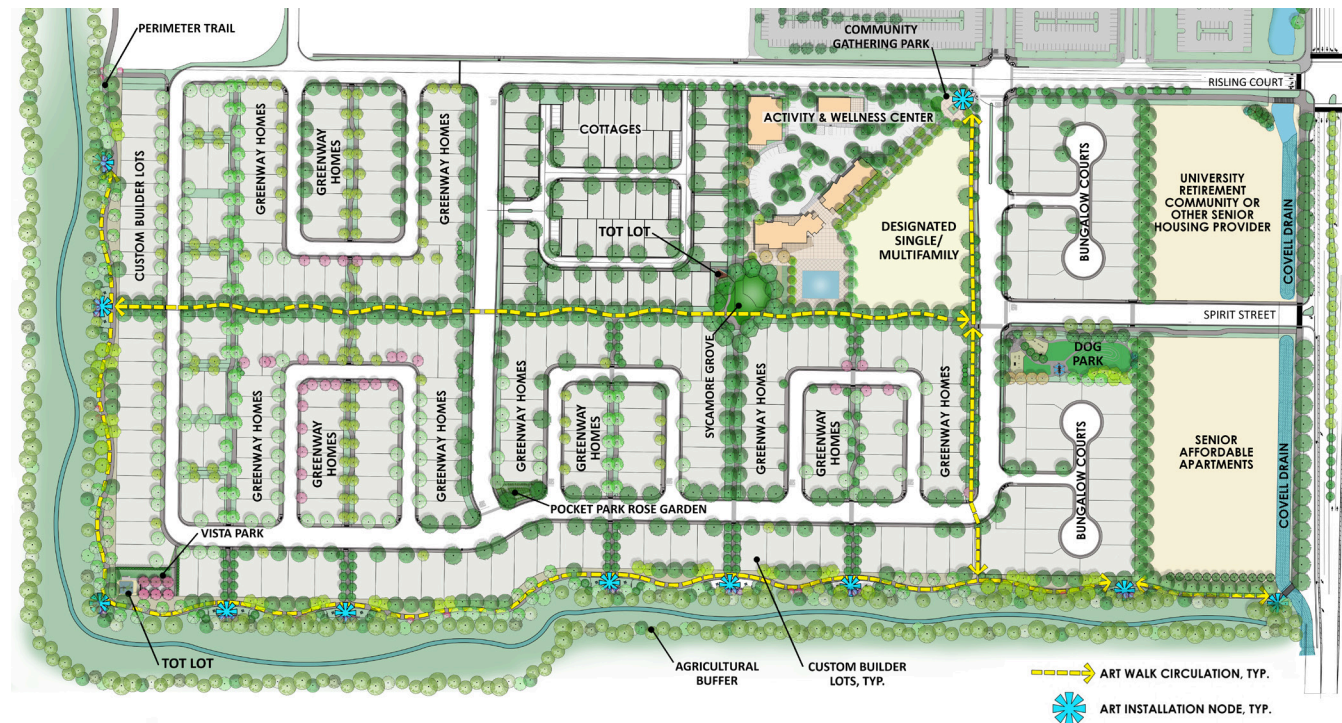 PERIMETER TRAIL
COMMUNITY
GATHERING PARK
RISLING COURT
CUSTOM BUILDER LOTS
GREENWAY HOMES
GREENWAY
HOMES
GREENWAY HOMES
COTTAGES
ACTIVITY & WELLNESS CENTER
TOT LOT
DESIGNATED
SINGLE/
MULTIFAMILY
BUNGALOW COURTS
UNIVERSITY
RETIREMENT
COMMUNITY OR
OTHER SENIOR
HOUSING PROVIDER
COVELL DRAIN
SPIRIT STREET
DOG
PARK
GREENWAY HOMES
GREENWAY
HOMES
GREENWAY HOMES
GREENWAY HOMES
GREENWAY
HOMES
SYCAMORE GROVE
GREENWAY HOMES
GREENWAY
HOMES
GREENWAY HOMES
BUNGALOW COURTS
SENIOR
AFFORDABLE
APARTMENTS
COVELL DRAIN
POCKET PARK ROSE GARDEN
VISTA PARK
TOT LOT
AGRICULTURAL
BUFFER
CUSTOM BUILDER
LOTS, TYP.
ART WALK CIRCULATION, TYP.
ART INSTALLATION NODE, TYP.